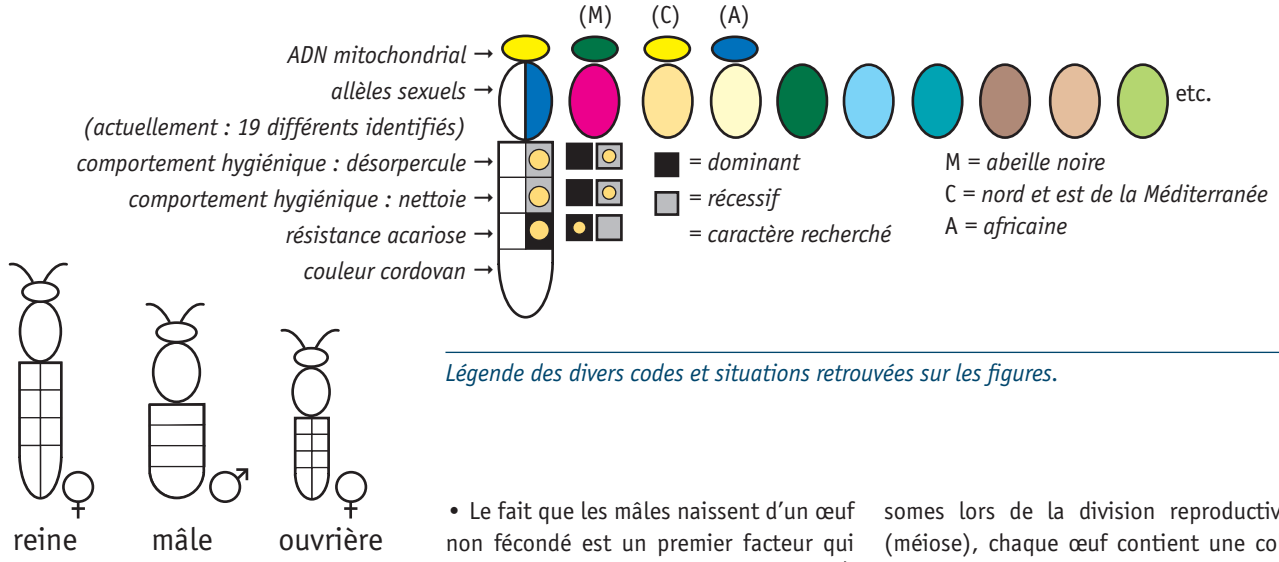 (M) (C) (A)
ADN mitochondrial →
allèles sexuels →
etc.
(actuellement : 19 différents identifiés)
comportement hygiénique : désorpercule →
comportement hygiénique : nettoie →
résistance acariose →
couleur cordovan →
= dominant
= récessif
= caractère recherché
M = abeille noire
C = nord et est de la Méditerranée
A = africaine
reine mâle ouvrière
Légende des divers codes et situations retrouvées sur les figures.
• Le fait que les mâles naissent d’un œuf
non fécondé est un premier facteur qui
somes lors de la division reproductiv
(méiose), chaque œuf contient une co